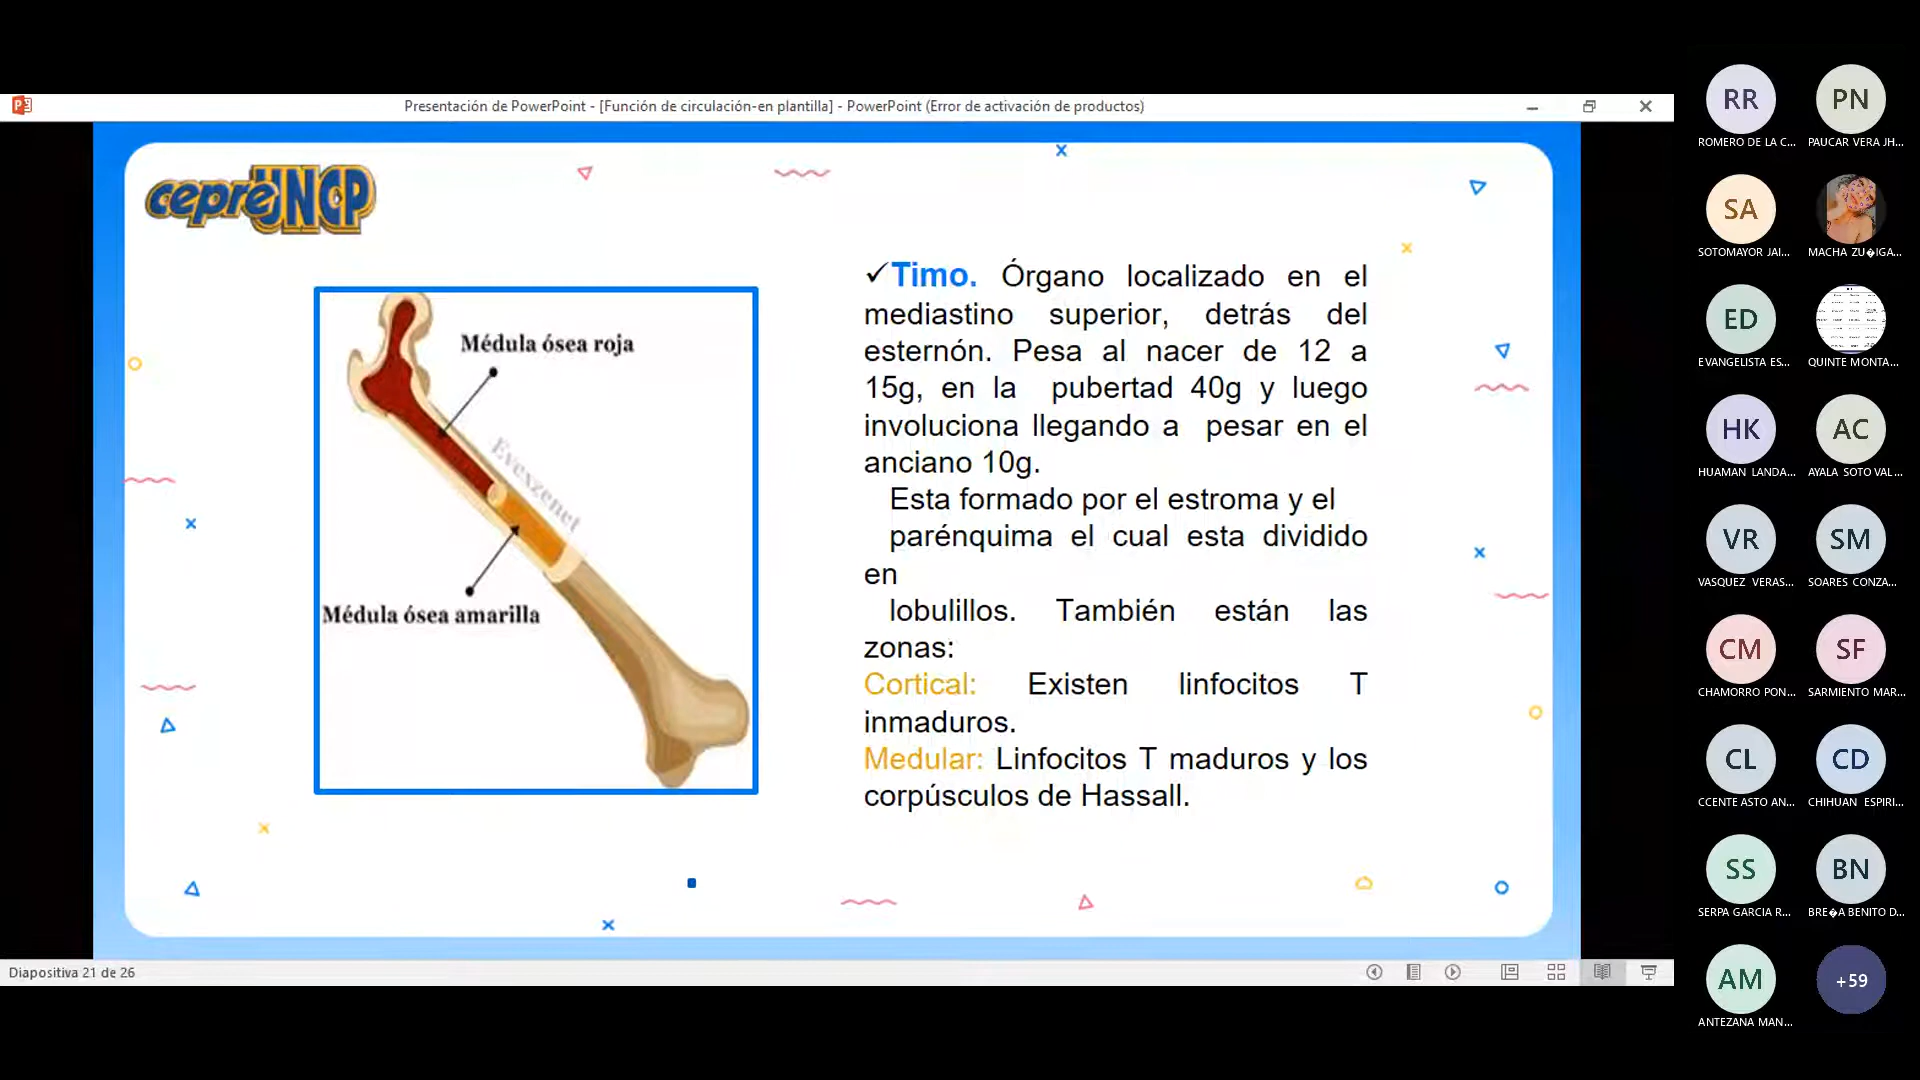 Presentación de PowerPoint - [Función de circulación-en plantilla] - PowerPoint (Error de activación de productos)
cepreUNCP
Médula ósea roja
Evexzenet
Médula ósea amarilla
✓Timo. Órgano localizado en el
mediastino superior, detrás del
esternón. Pesa al nacer de 12 a
15g, en la pubertad 40g y luego
involuciona llegando a pesar en el
anciano 10g.
Esta formado por el estroma y el
parénquima el cual esta dividido
en
lobulillos. También están las
zonas:
Cortical: Existen linfocitos T
inmaduros.
Medular: Linfocitos T maduros y los
corpúsculos de Hassall.
Diapositiva 21 de 26
RR
ROMERO DE LA C...
PN
PAUCAR VERA JH...
SA
SOTOMAYOR JAI...
MACHA ZU�IGA...
ED
EVANGELISTA ES...
QUINTE MONTA...
HK
HUAMAN LANDA...
AC
AYALA SOTO VAL...
VR
VASQUEZ VERAS...
SM
SOARES CONZA...
CM
CHAMORRO PON...
SF
SARMIENTO MAR...
CL
CCENTE ASTO AN...
CD
CHIHUAN ESPIRI...
SS
SERPA GARCIA R...
BN
BRE�A BENITO D...
AM
ANTEZANA MAN...
+59